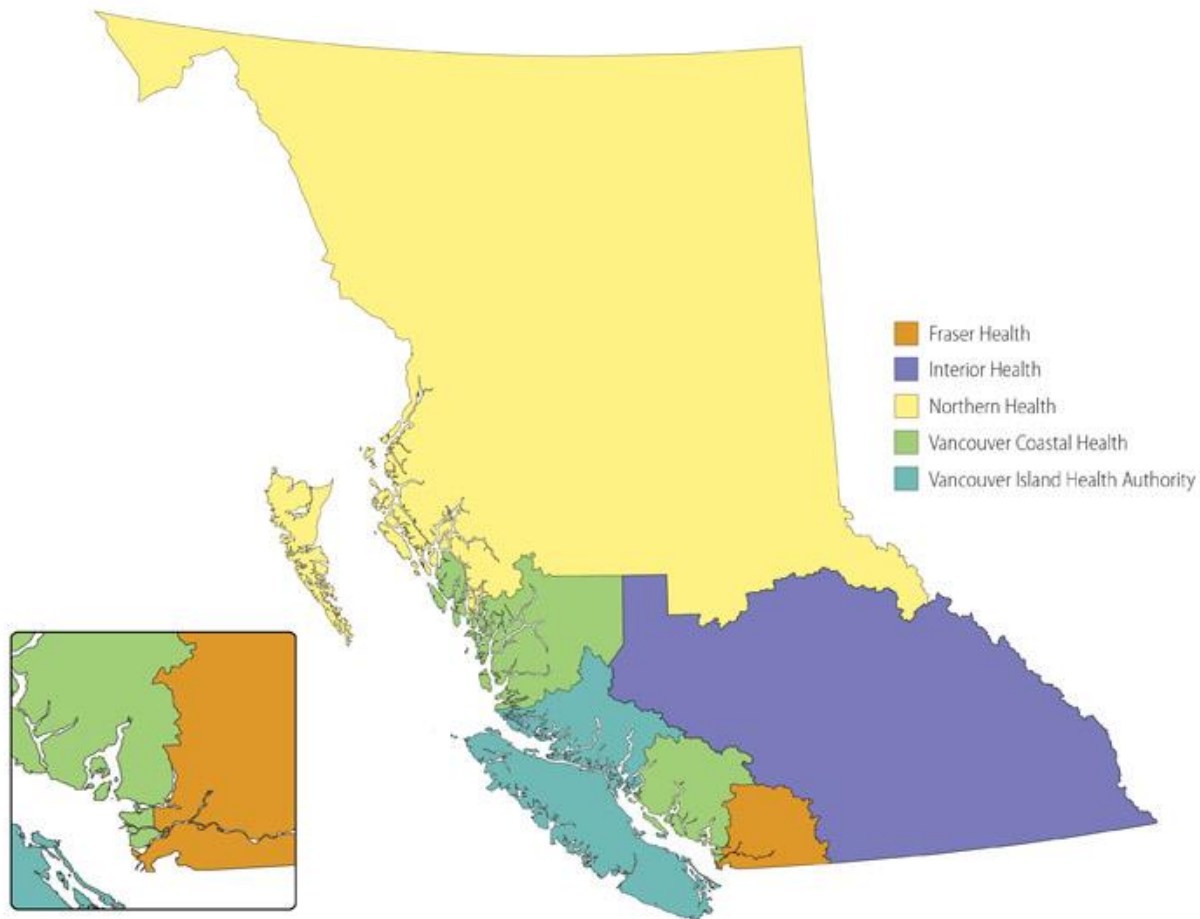 Fraser Health
Interior Health
Northern Health
Vancouver Coastal Health
Vancouver Island Health Authority